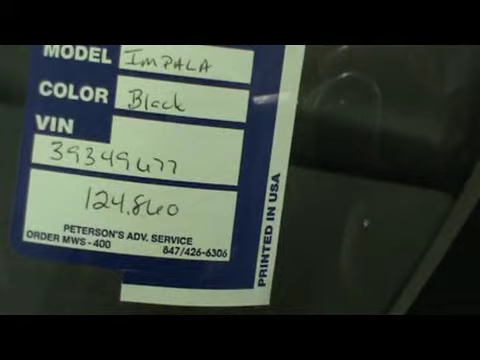 MODEL IMPALA
COLOR Black
VIN
39349677
124.860
PETERSON'S ADV. SERVICE
ORDER MWS - 400 847/426-6306
PRINTED IN USA